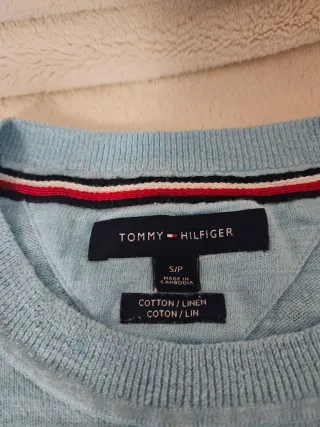 TOMMY HILFIGER
S/P
MADE IN
CAMBODIA
COTTON / LINEN
COTON / LIN